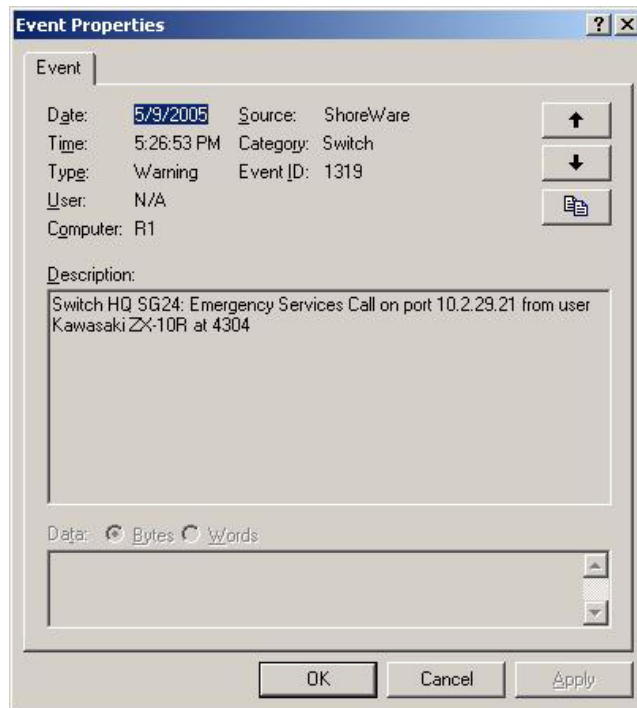 Event Properties
Event
Date: 5/9/2005 Source: ShoreWare
Time: 5:26:53 PM Category: Switch
Type: Warning Event ID: 1319
User: N/A
Computer: R1
Description:
Switch HQ SG24: Emergency Services Call on port 10.2.29.21 from user
Kawasaki ZX-10R at 4304
Data: Bytes Words
OK Cancel Apply